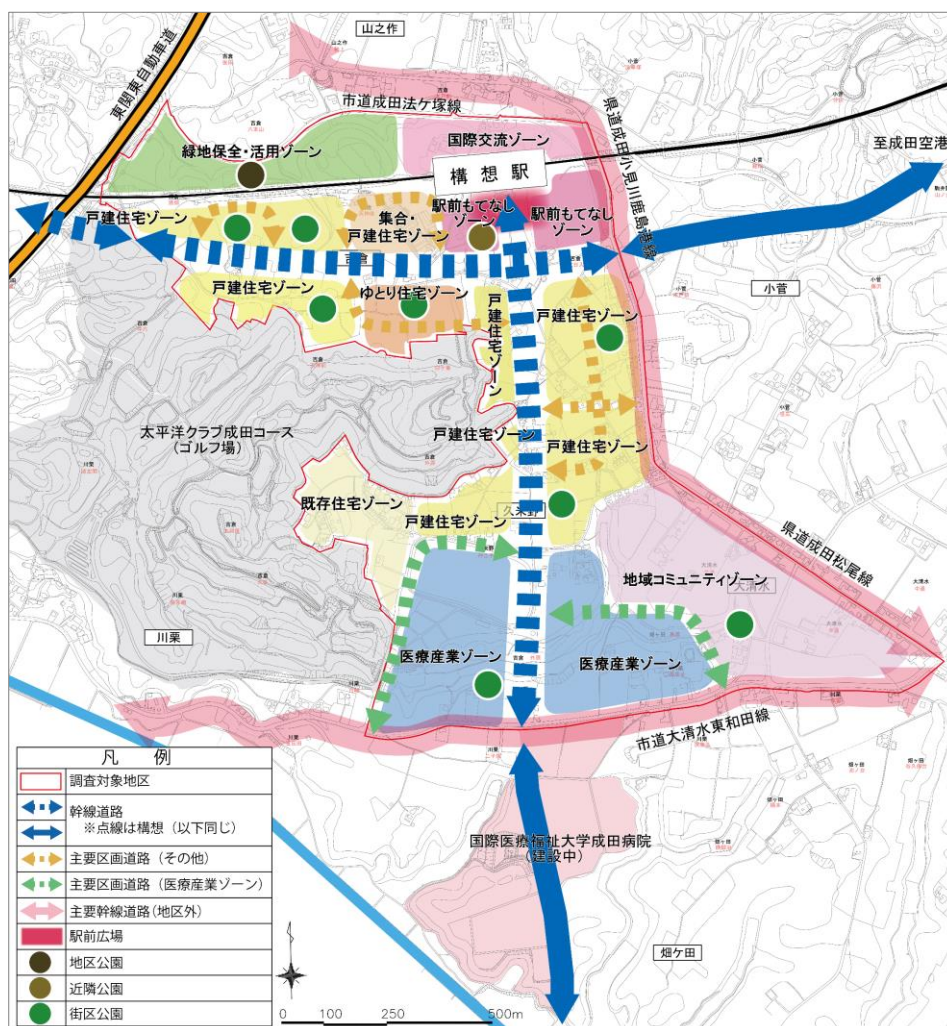 山之作
東関東自動車道
市道成田法ケ塚線
県道成田小見川鹿島港線
国際交流ゾーン
緑地保全・活用ゾーン
至成田空港
構想駅
戸建住宅ゾーン
集合・
戸建住宅ゾーン
駅前もてなし
ゾーン
駅前もてなし
ゾーン
吉倉
小菅
戸建住宅ゾーン
ゆとり住宅ゾーン
戸建住宅ゾーン
戸建住宅ゾーン
太平洋クラブ成田コース
(ゴルフ場)
戸建住宅ゾーン
戸建住宅ゾーン
既存住宅ゾーン
久米野
戸建住宅ゾーン
県道成田松尾線
地域コミュニティゾーン
大清水
川栗
医療産業ゾーン
医療産業ゾーン
市道大清水東和田線
国際医療福祉大学成田病院
(建設中)
畑ケ田
凡 例
調査対象地区
幹線道路
※点線は構想（以下同じ）
主要区画道路（その他）
主要区画道路（医療産業ゾーン）
主要幹線道路(地区外)
駅前広場
地区公園
近隣公園
街区公園
0 100 250 500m